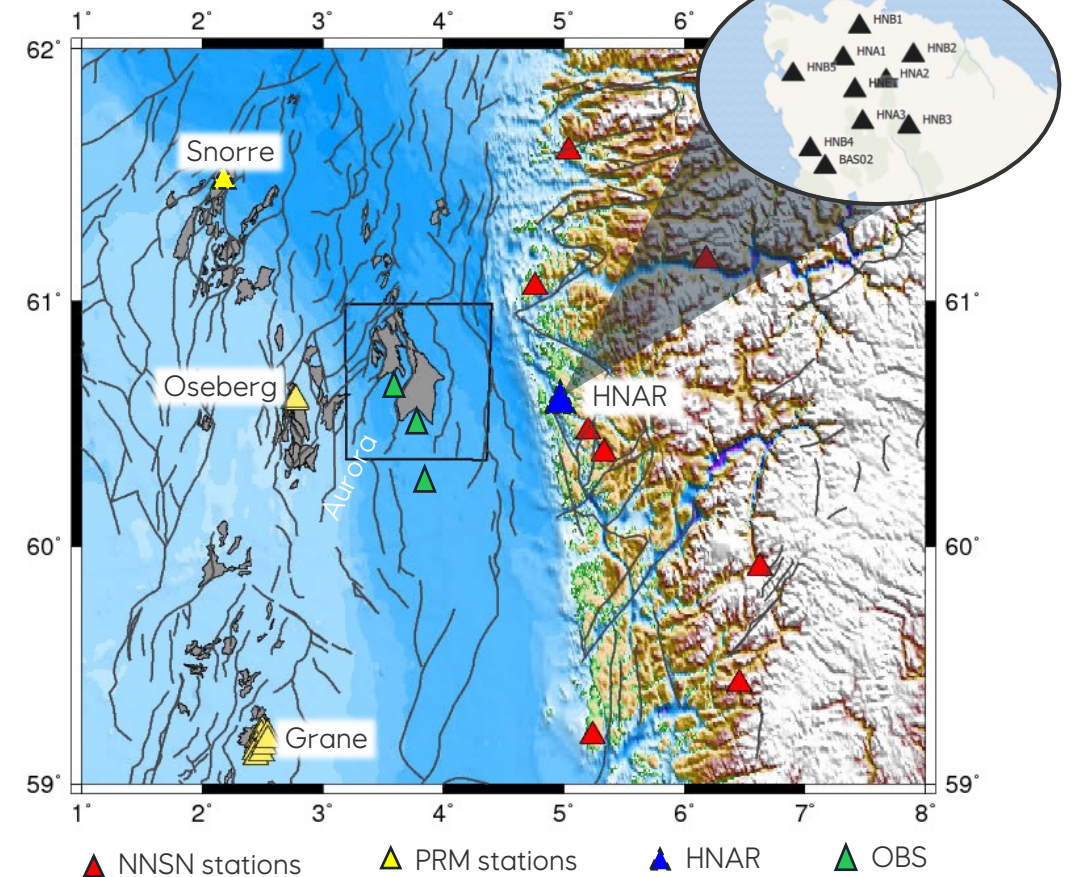 1° 2° 3° 4° 5° 6°
HNB1
HNA1
HNB2
HNB5
HNA2
HNET
HNA3
HNB3
HNB4
BAS02
62°
Snorre
61° 61°
Oseberg
HNAR
Aurora
60° 60°
Grane
59° 59°
1° 2° 3° 4° 5° 6° 7° 8°
NNSN stations PRM stations HNAR OBS